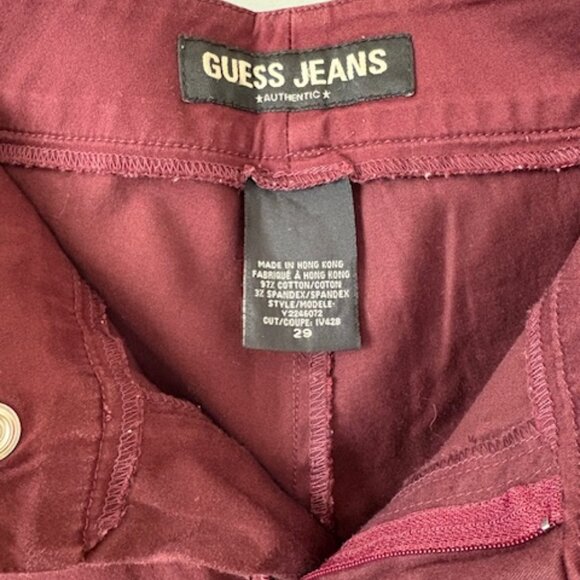 GUESS JEANS
★AUTHENTIC★
MADE IN HONG KONG
FABRIQUÉ À HONG KONG
97% COTTON/COTON
3% SPANDEX/SPANDEX
STYLE/MODELE-
Y2246072
CUT/COUPE: IV428
29